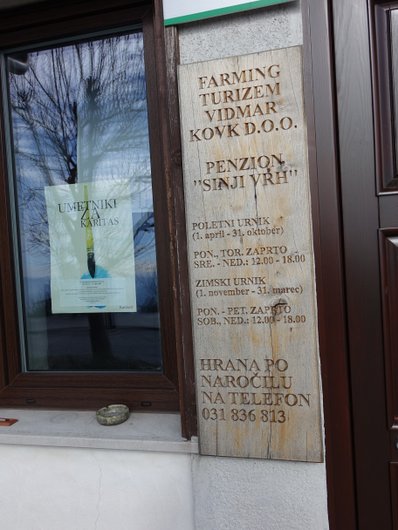 FARMING
TURIZEM
VIDMAR
KOVK D.O.O.
PENZION
"SINJI VRH"
POLETNI URNIK
(1. april - 31. oktober)
PON., TOR. ZAPRTO
SRE. - NED.: 12.00 - 18.00
ZIMSKI URNIK
(1. november - 31. marec)
PON. - PET. ZAPRTO
SOB., NED.: 12.00 - 18.00
HRANA PO
NAROČILU
NA TELEFON
031 836 813
UMETNIKI
ZA
KARITAS